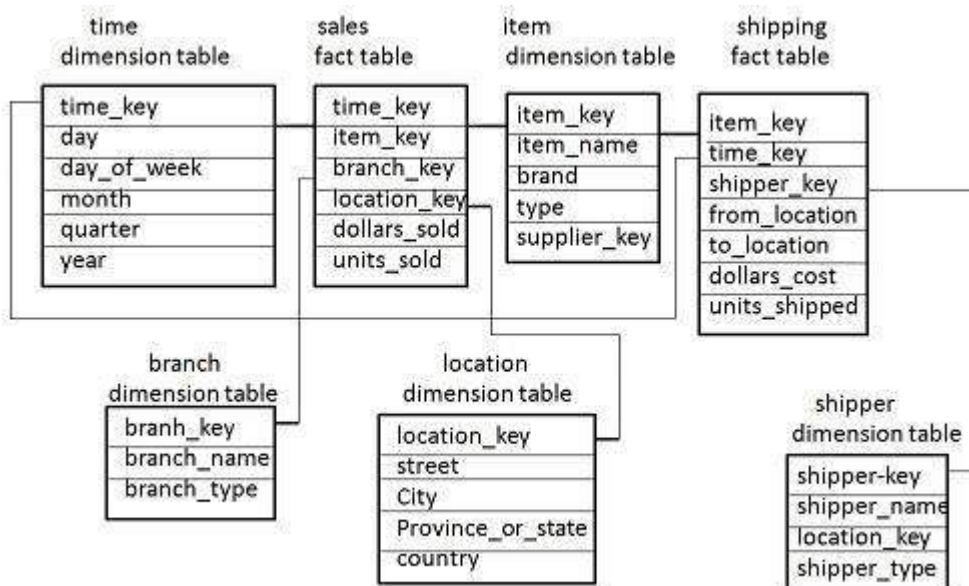 time
dimension table
time_key
day
day_of_week
month
quarter
year
sales
fact table
time_key
item_key
branch_key
location_key
dollars_sold
units_sold
item
dimension table
item_key
item_name
brand
type
supplier_key
shipping
fact table
item_key
time_key
shipper_key
from_location
to_location
dollars_cost
units_shipped
branch
dimension table
branh_key
branch_name
branch_type
location
dimension table
location_key
street
City
Province_or_state
country
shipper
dimension table
shipper-key
shipper_name
location_key
shipper_type